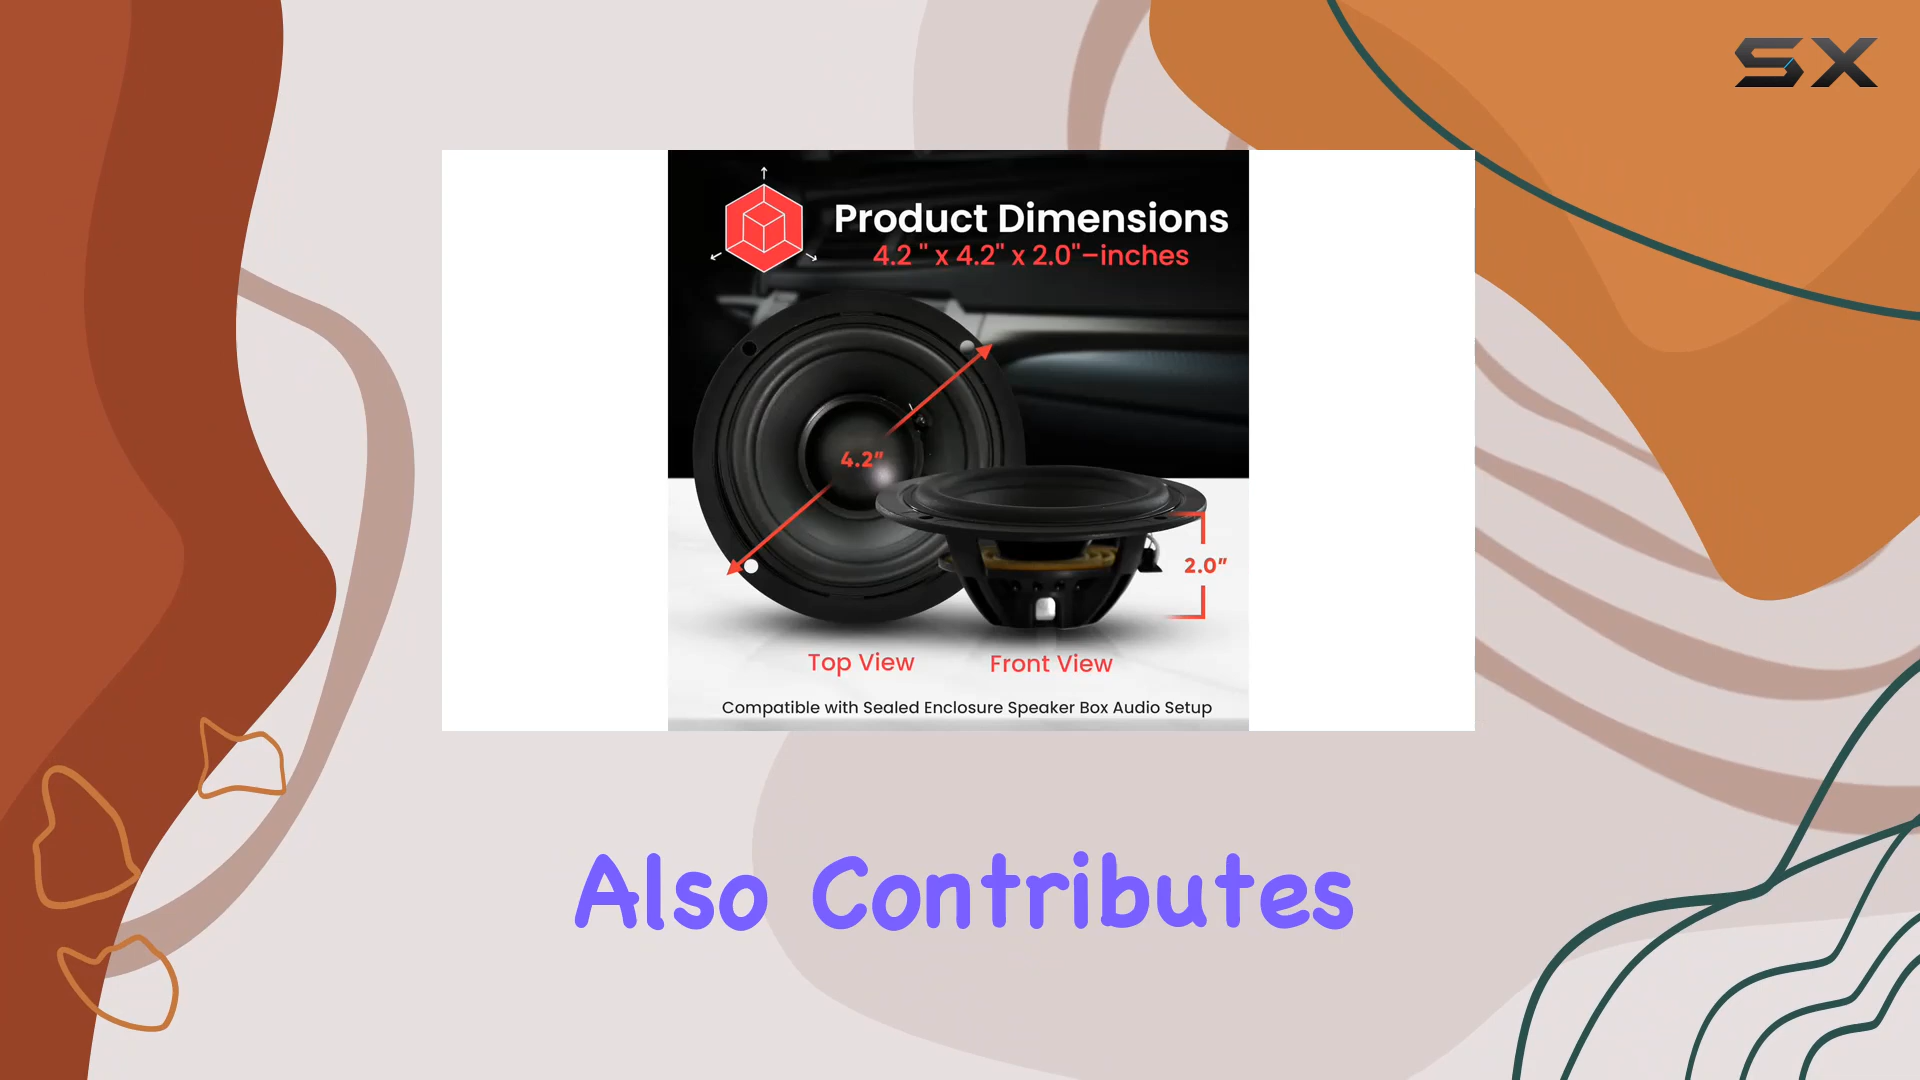 SX
Product Dimensions
4.2 " x 4.2" x 2.0"–inches
4.2"
2.0"
Top View
Front View
Compatible with Sealed Enclosure Speaker Box Audio Setup
Also Contributes